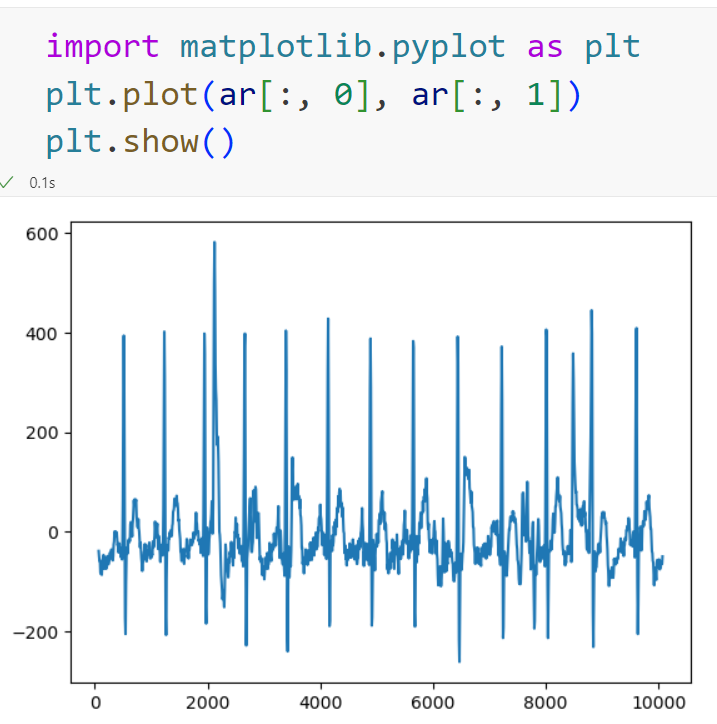 import matplotlib.pyplot as plt
plt.plot(ar[:, 0], ar[:, 1])
plt.show()
✓ 0.1s
600
400
200
0
−200
0 2000 4000 6000 8000 10000